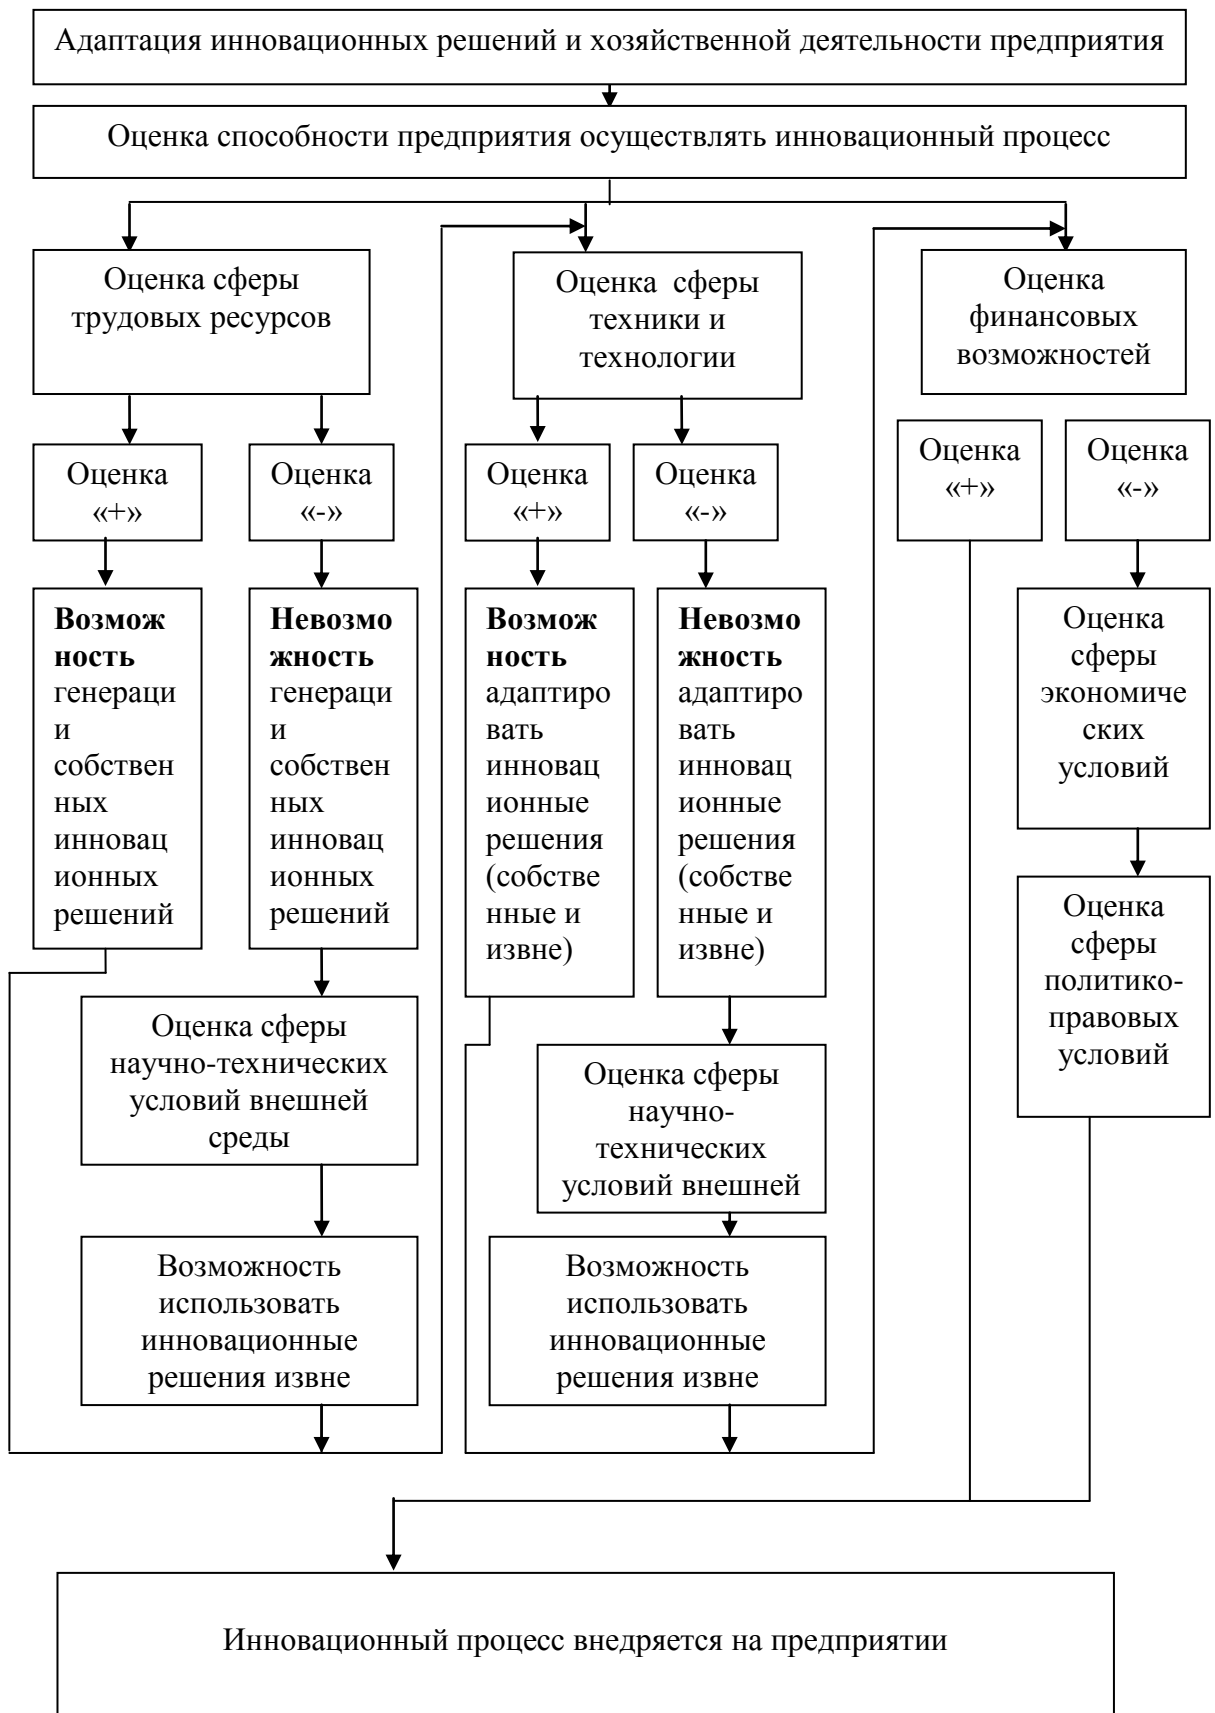 Адаптация инновационных решений и хозяйственной деятельности предприятия
Оценка способности предприятия осуществлять инновационный процесс
Оценка сферы
трудовых ресурсов
Оценка сферы
техники и
технологии
Оценка
финансовых
возможностей
Оценка
«+»
Оценка
«-»
Оценка
«+»
Оценка
«-»
Оценка
«+»
Оценка
«-»
Возмож
ность
генераци
и
собствен
ных
инновац
ионных
решений
Невозмо
жность
генераци
и
собствен
ных
инновац
ионных
решений
Возмож
ность
адаптиро
вать
инновац
ионные
решения
(собстве
нные и
извне)
Невозмо
жность
адаптиро
вать
инновац
ионные
решения
(собстве
нные и
извне)
Оценка
сферы
экономиче
ских
условий
Оценка
сферы
политико-
правовых
условий
Оценка сферы
научно-технических
условий внешней
среды
Оценка сферы
научно-
технических
условий внешней
Возможность
использовать
инновационные
решения извне
Возможность
использовать
инновационные
решения извне
Инновационный процесс внедряется на предприятии